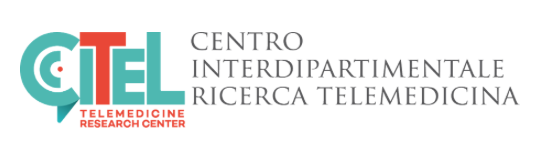 CiTEL
TELEMEDICINE
RESEARCH CENTER
CENTRO
INTERDIPARTIMENTALE
RICERCA TELEMEDICINA